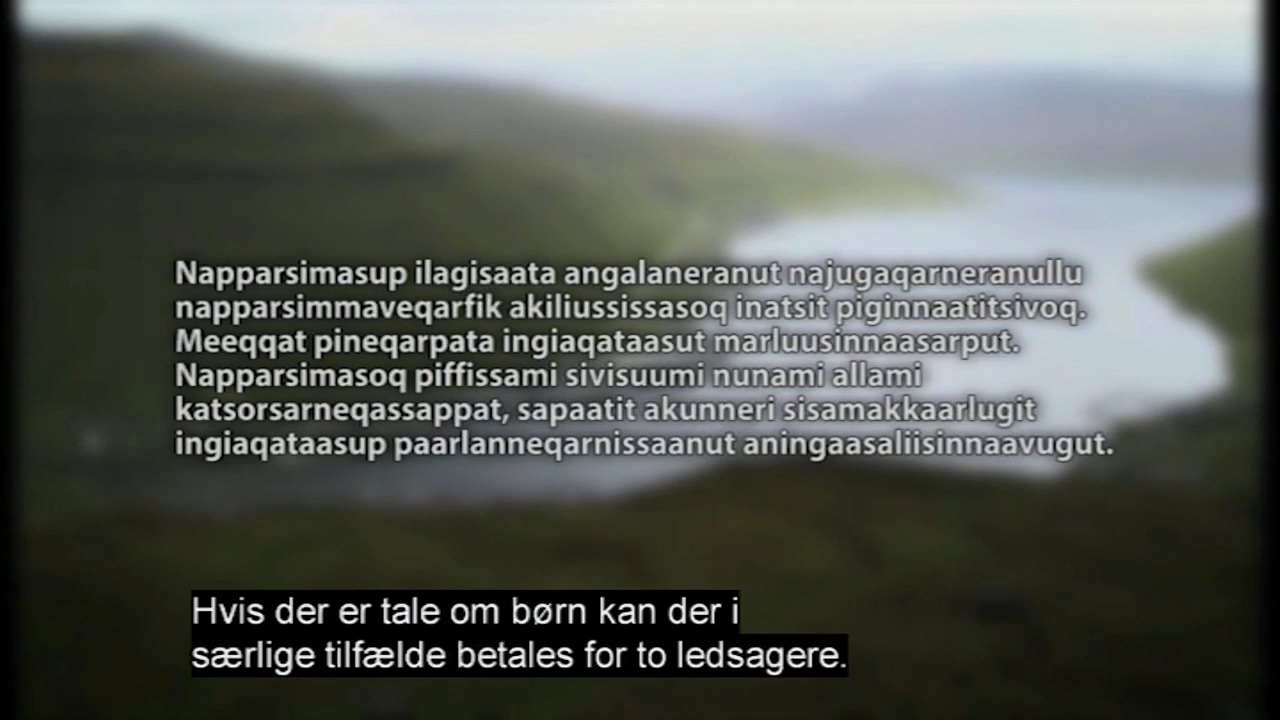 Napparsimasup ilagisaata angalaneranut najugaqarneranullu
napparsimmaveqarfik akiliussissasoq inatsit piginnaatitsivoq.
Meeqqat pineqarpata ingiaqataasut marluusinnaasarput.
Napparsimasoq piffissami sivisuumi nunami allami
katsorsarneqassappat, sapaatit akunneri sisamakkaarlugit
ingiaqataasup paarlanneqarnissaanut aningaasaliisinnaavugut.
Hvis der er tale om børn kan der i
særlige tilfælde betales for to ledsagere.